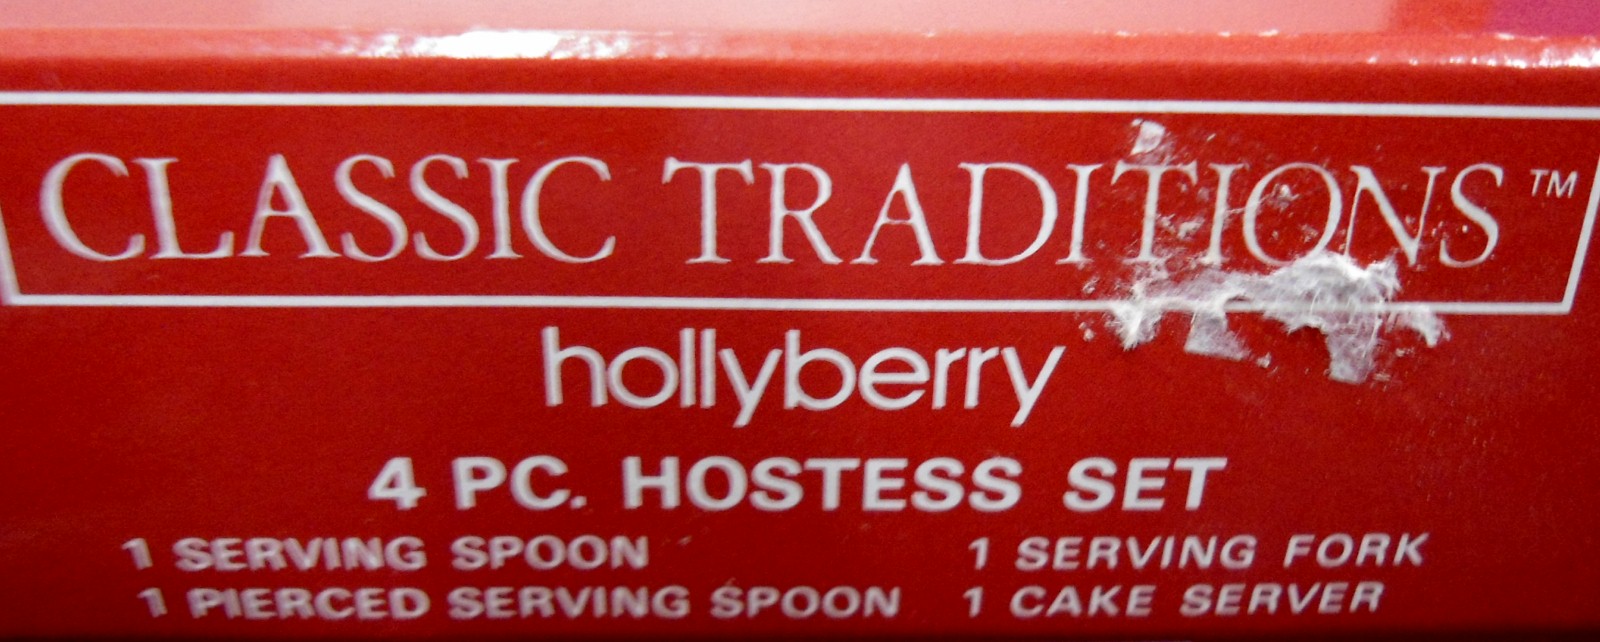 CLASSIC TRADITIONS™
hollyberry
4 PC. HOSTESS SET
1 SERVING SPOON 1 SERVING FORK
1 PIERCED SERVING SPOON 1 CAKE SERVER